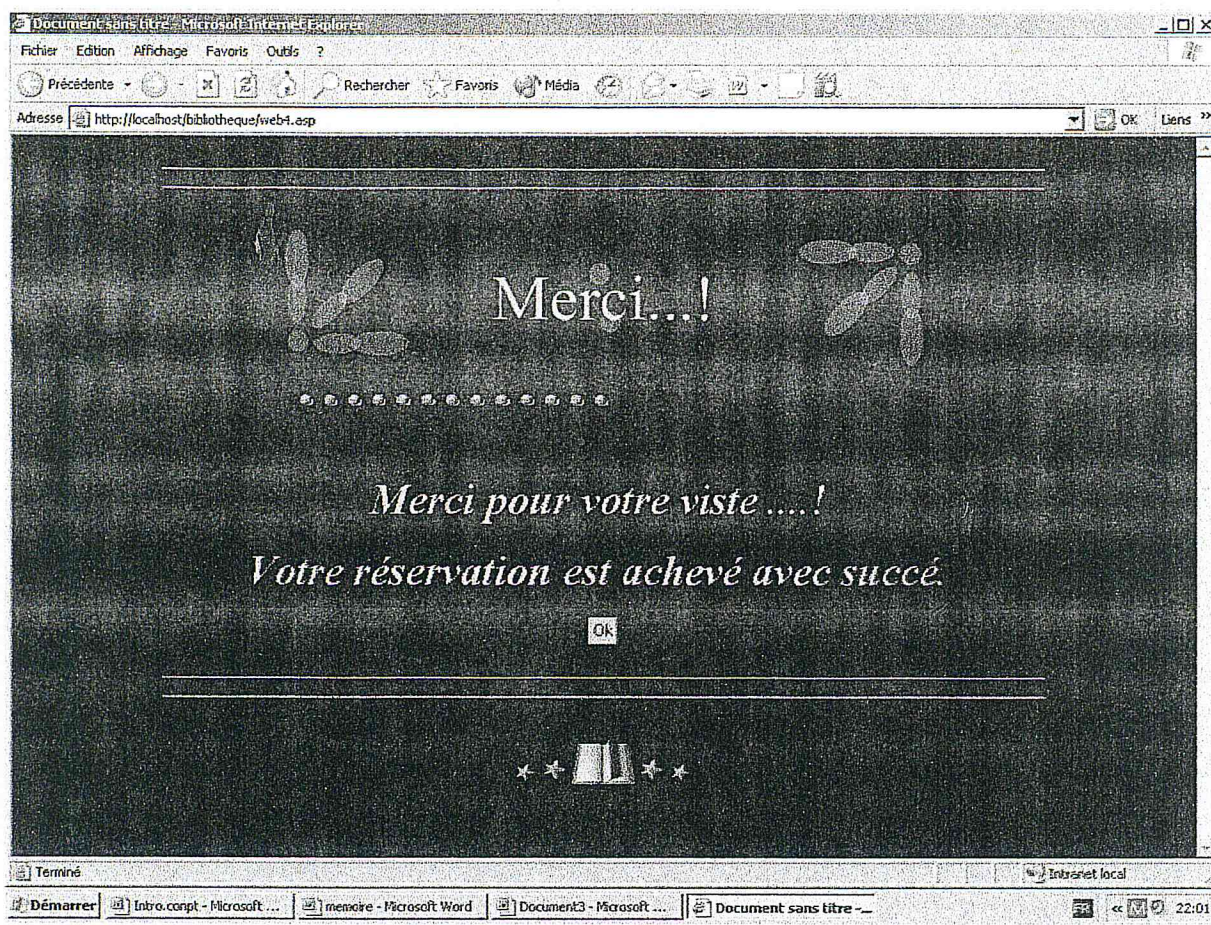 Document sans titre - Microsoft Internet Explorer
Fichier Edition Affichage Favoris Outils ?
Précédente Rechercher Favoris Média
Adresse http://localhost/bibliotheque/web4.asp OK Liens »
Merci...!
Merci pour votre viste ....!
Votre réservation est achevé avec succé.
Ok
Terminé Intranet local
Démarrer Intro.conpt - Microsoft ... memoire - Microsoft Word Document3 - Microsoft ... Document sans titre -... FR « 22:01